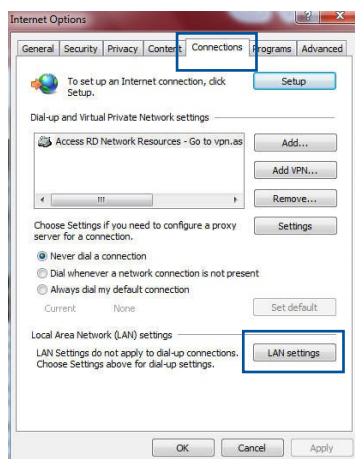 Internet Options
General Security Privacy Content Connections Programs Advanced
To set up an Internet connection, click
Setup.
Setup
Dial-up and Virtual Private Network settings
Access RD Network Resources - Go to vpn.as
Add...
Add VPN...
Remove...
Choose Settings if you need to configure a proxy
server for a connection.
Settings
Never dial a connection
Dial whenever a network connection is not present
Always dial my default connection
Current None
Set default
Local Area Network (LAN) settings
LAN Settings do not apply to dial-up connections.
Choose Settings above for dial-up settings.
LAN settings
OK Cancel Apply